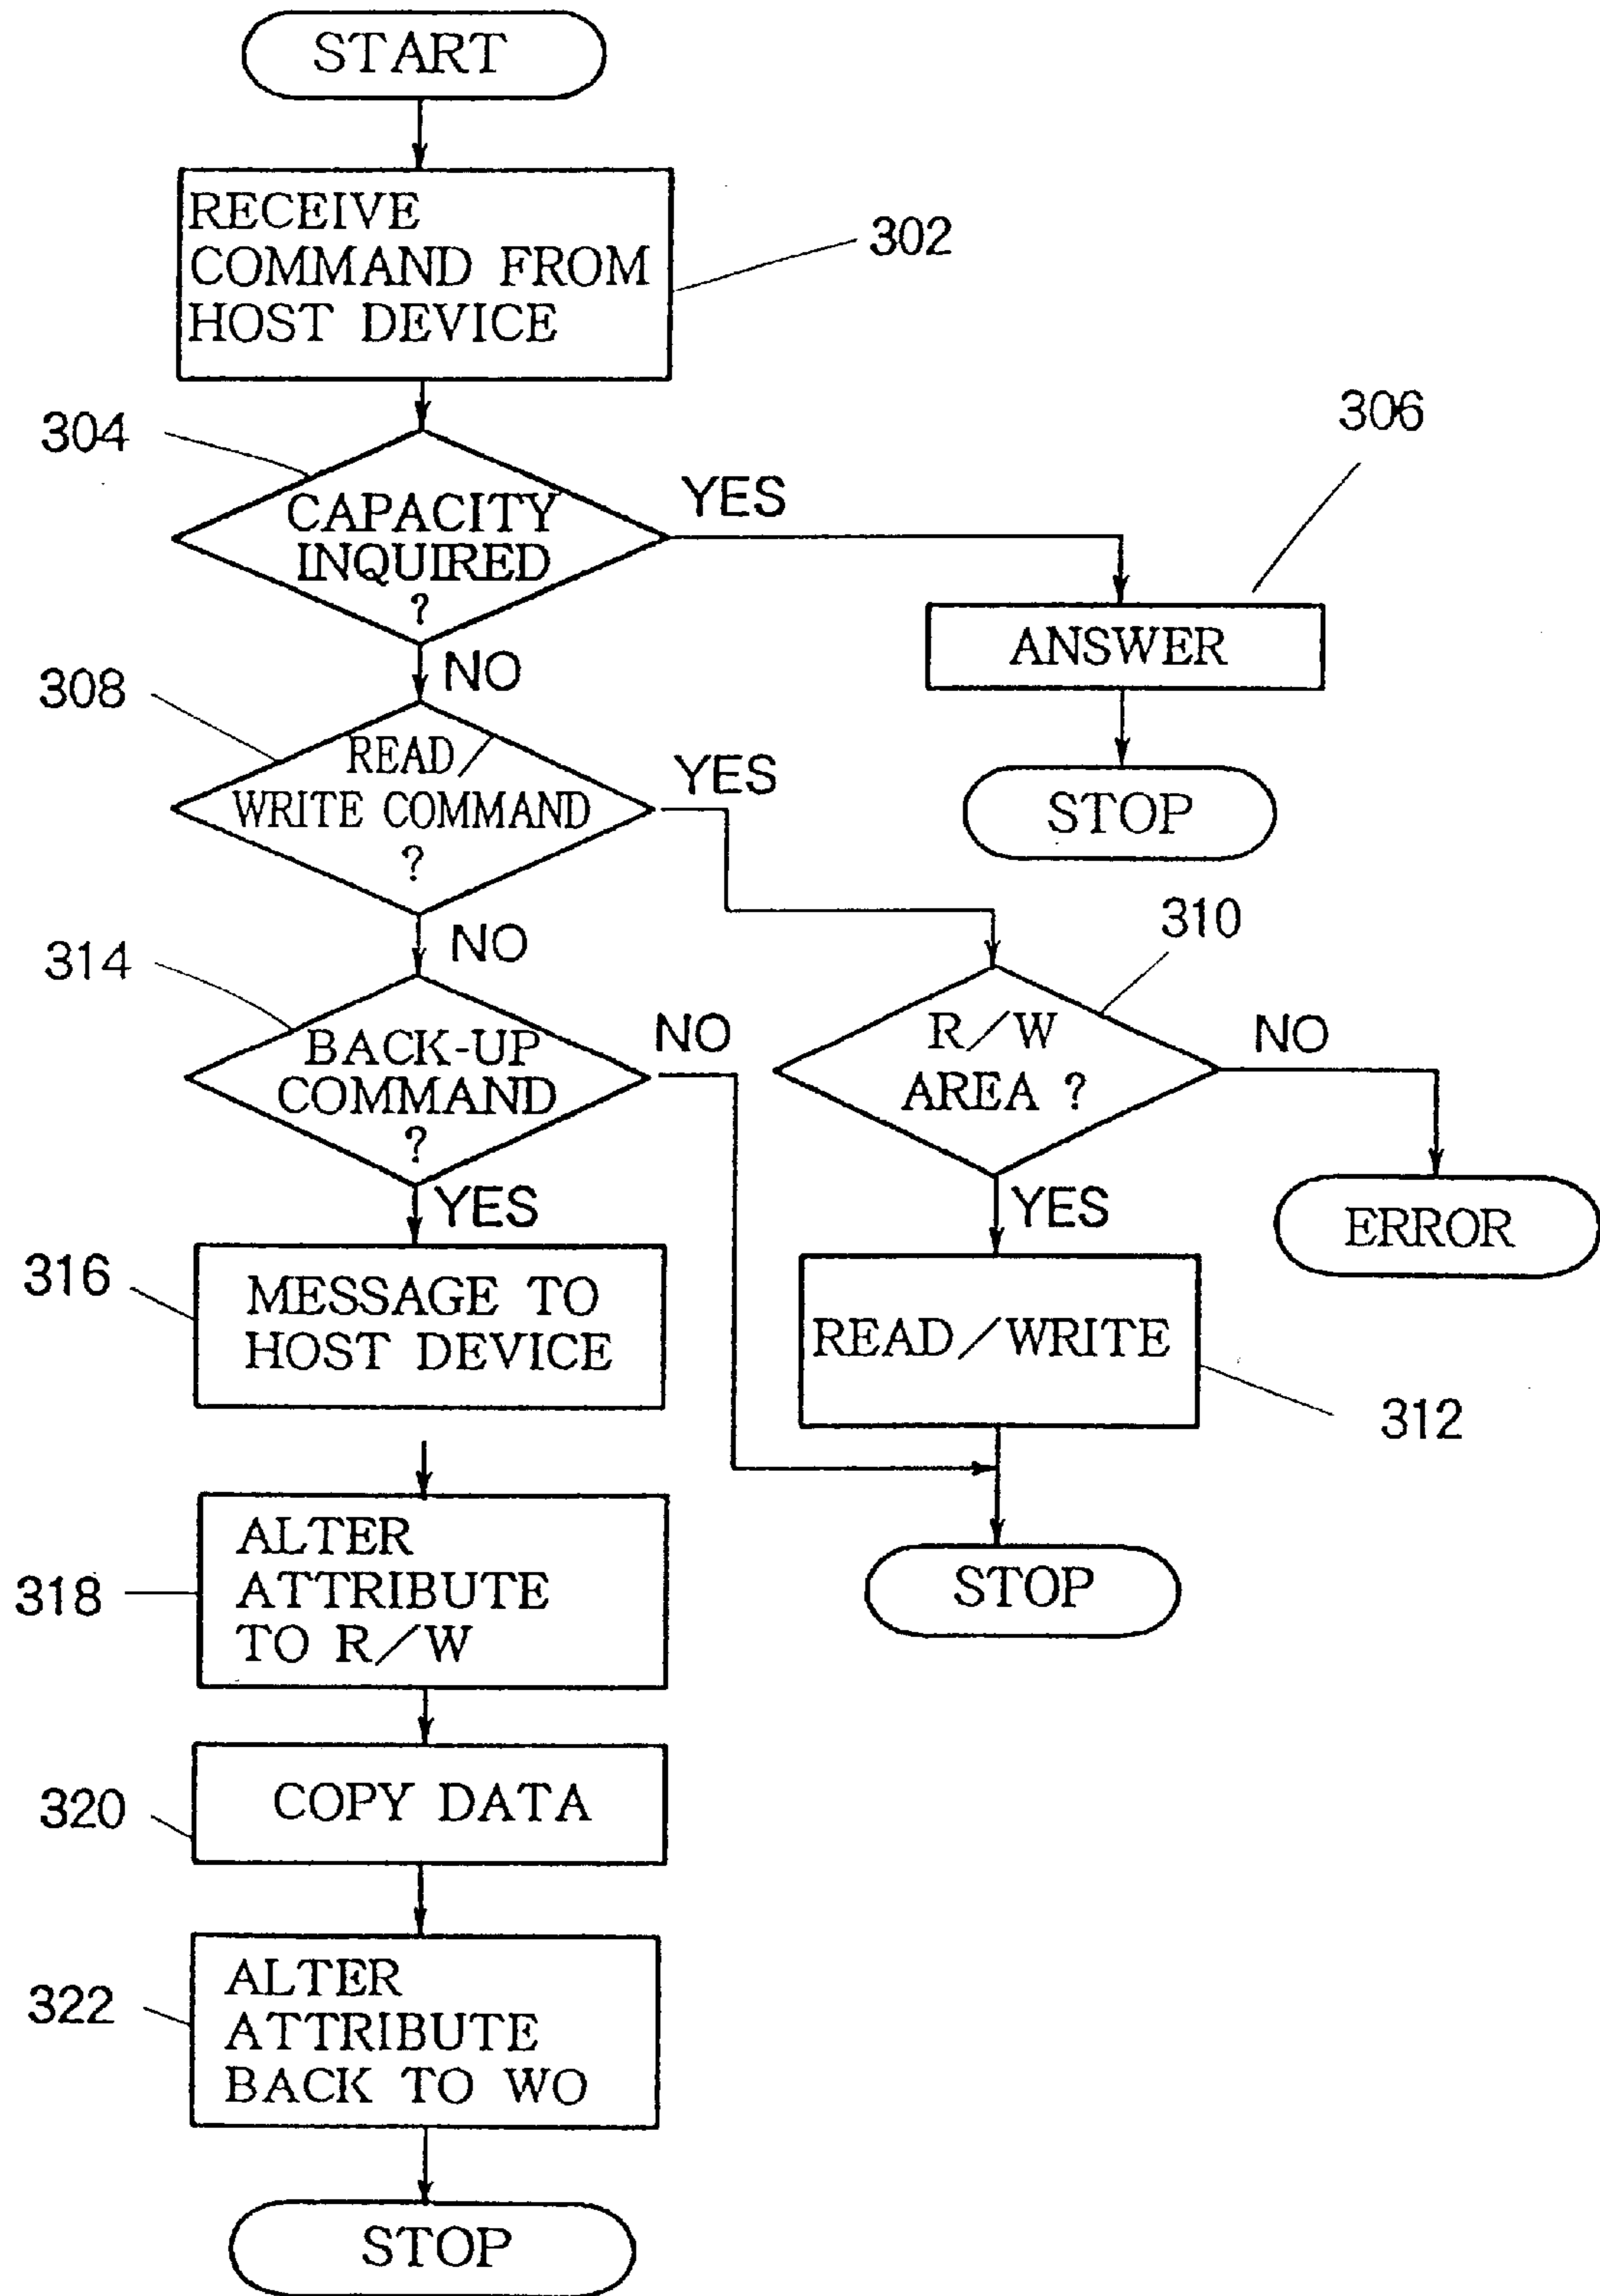 START
RECEIVE
COMMAND FROM
HOST DEVICE
302
304
CAPACITY
INQUIRED
?
YES
306
ANSWER
STOP
NO
308
READ/
WRITE COMMAND
?
YES
310
R/W
AREA ?
NO
ERROR
YES
READ/WRITE
312
STOP
NO
314
BACK-UP
COMMAND
?
NO
YES
316
MESSAGE TO
HOST DEVICE
318
ALTER
ATTRIBUTE
TO R/W
320
COPY DATA
322
ALTER
ATTRIBUTE
BACK TO WO
STOP